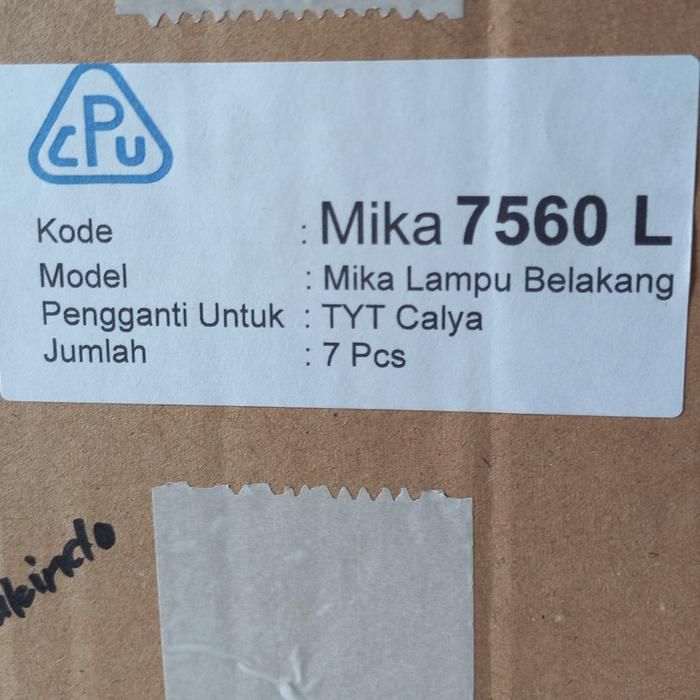 CPU
Kode : Mika 7560 L
Model : Mika Lampu Belakang
Pengganti Untuk : TYT Calya
Jumlah : 7 Pcs